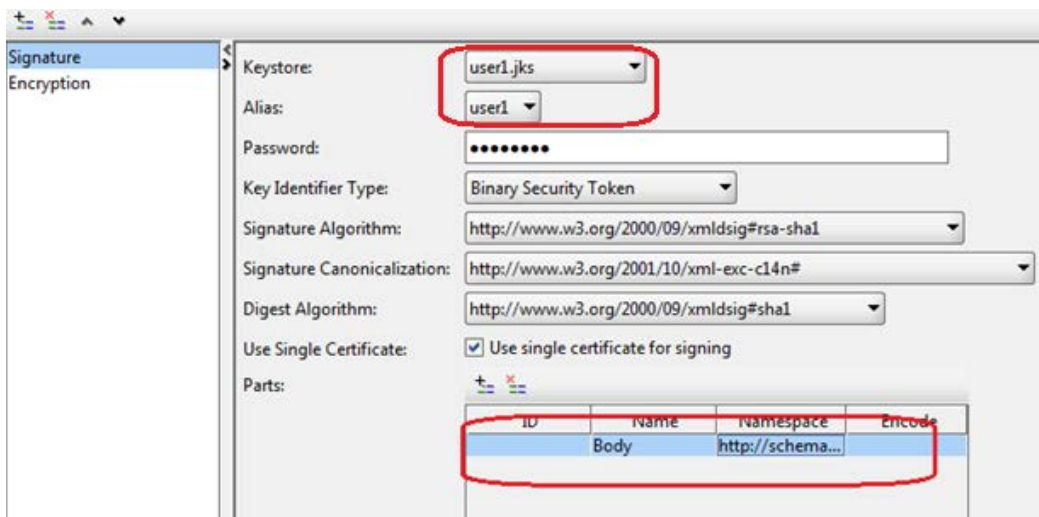 Signature
Encryption
Keystore: user1.jks
Alias: user1
Password: ••••••••
Key Identifier Type: Binary Security Token
Signature Algorithm: http://www.w3.org/2000/09/xmldsig#rsa-sha1
Signature Canonicalization: http://www.w3.org/2001/10/xml-exc-c14n#
Digest Algorithm: http://www.w3.org/2000/09/xmldsig#sha1
Use Single Certificate: Use single certificate for signing
Parts:
ID Name Namespace Encode
Body http://schema...